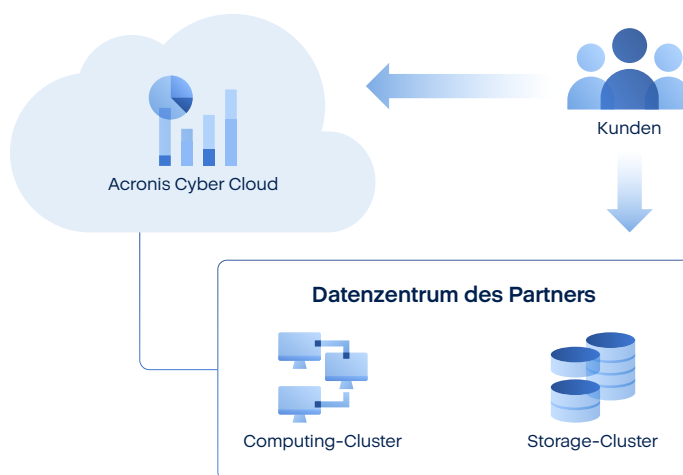 Kunden
Acronis Cyber Cloud
Datenzentrum des Partners
Computing-Cluster
Storage-Cluster